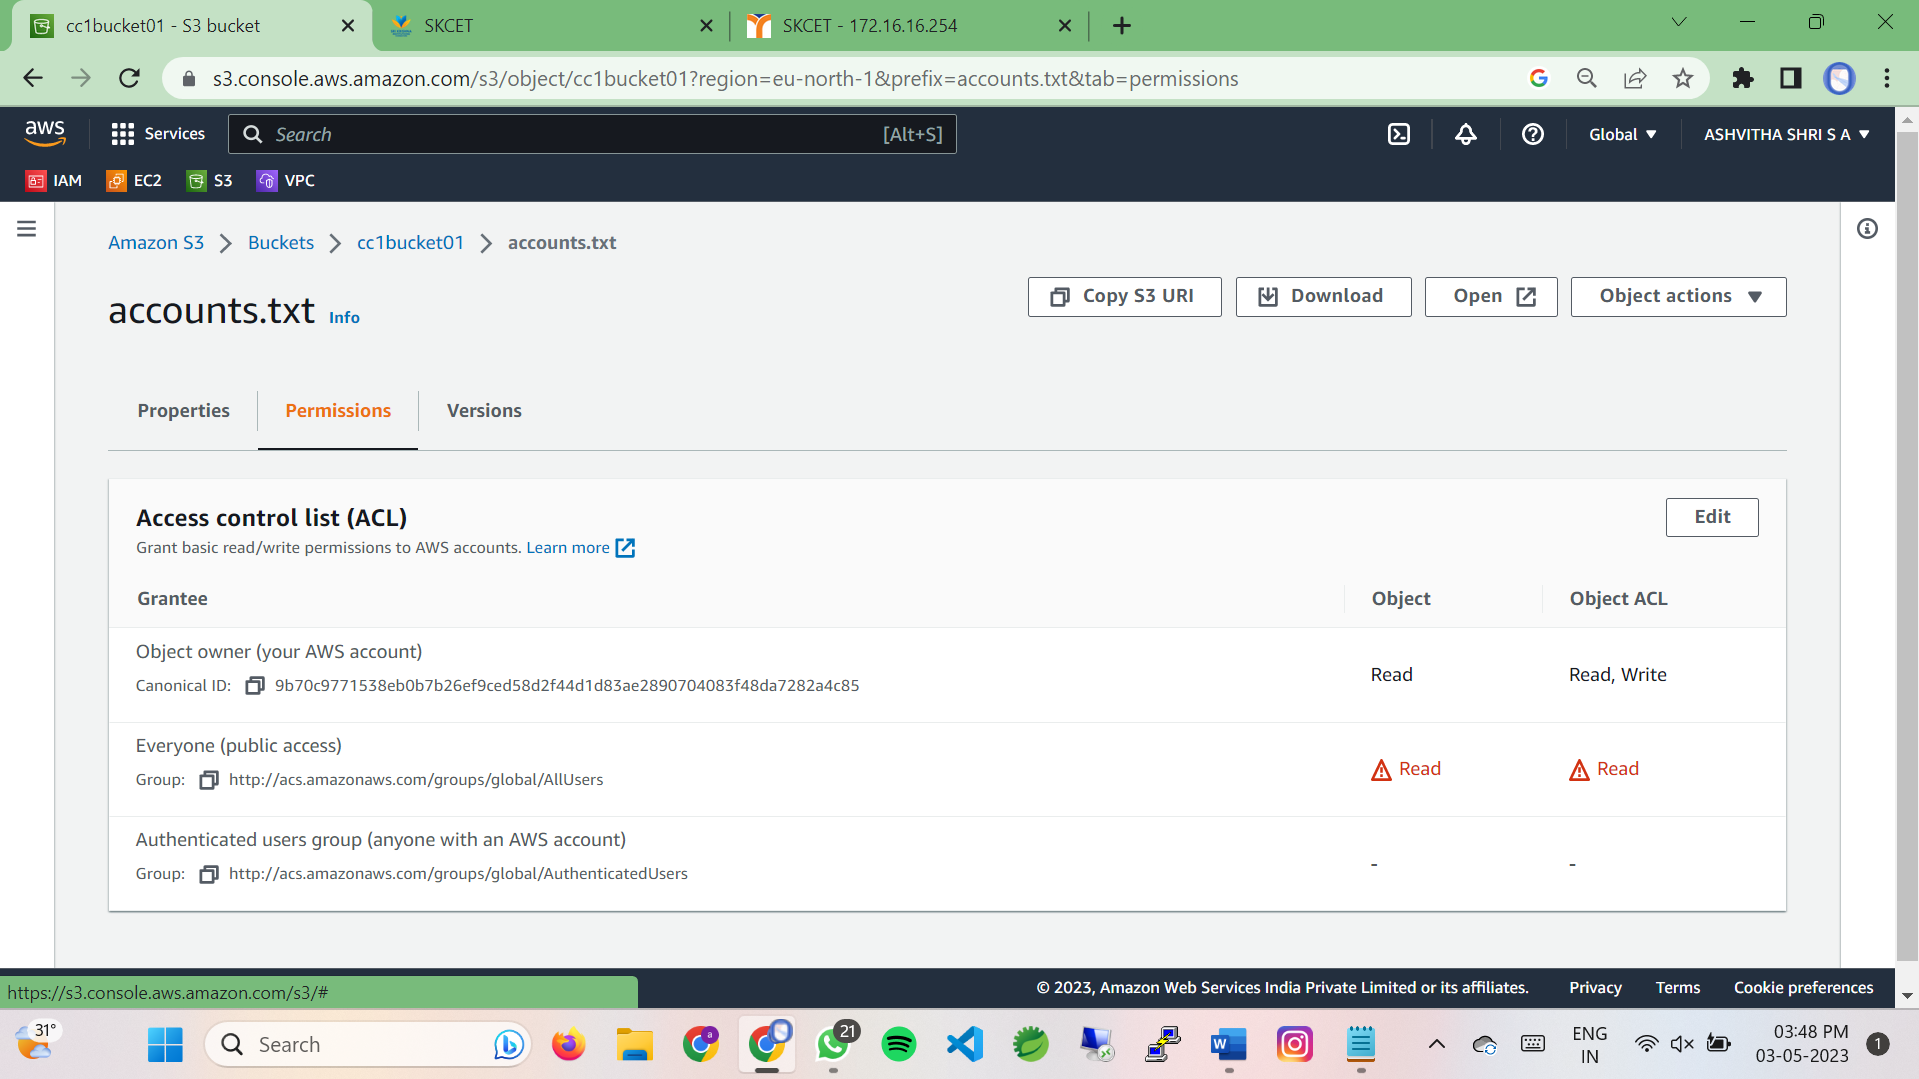 cc1bucket01 - S3 bucket
SKCET
SKCET - 172.16.16.254
s3.console.aws.amazon.com/s3/object/cc1bucket01?region=eu-north-1&prefix=accounts.txt&tab=permissions
aws
Services
Search
[Alt+S]
Global
ASHVITHA SHRI S A
IAM
EC2
S3
VPC
Amazon S3
Buckets
cc1bucket01
accounts.txt
accounts.txt
Info
Copy S3 URI
Download
Open
Object actions
Properties
Permissions
Versions
Access control list (ACL)
Edit
Grant basic read/write permissions to AWS accounts. Learn more
Grantee
Object
Object ACL
Object owner (your AWS account)
Canonical ID: 9b70c9771538eb0b7b26ef9ced58d2f44d1d83ae2890704083f48da7282a4c85
Read
Read, Write
Everyone (public access)
Group: http://acs.amazonaws.com/groups/global/AllUsers
Read
Read
Authenticated users group (anyone with an AWS account)
Group: http://acs.amazonaws.com/groups/global/AuthenticatedUsers
-
-
https://s3.console.aws.amazon.com/s3/#
© 2023, Amazon Web Services India Private Limited or its affiliates.
Privacy
Terms
Cookie preferences
31°
Search
a
21
W
ENG
IN
03:48 PM
03-05-2023
1